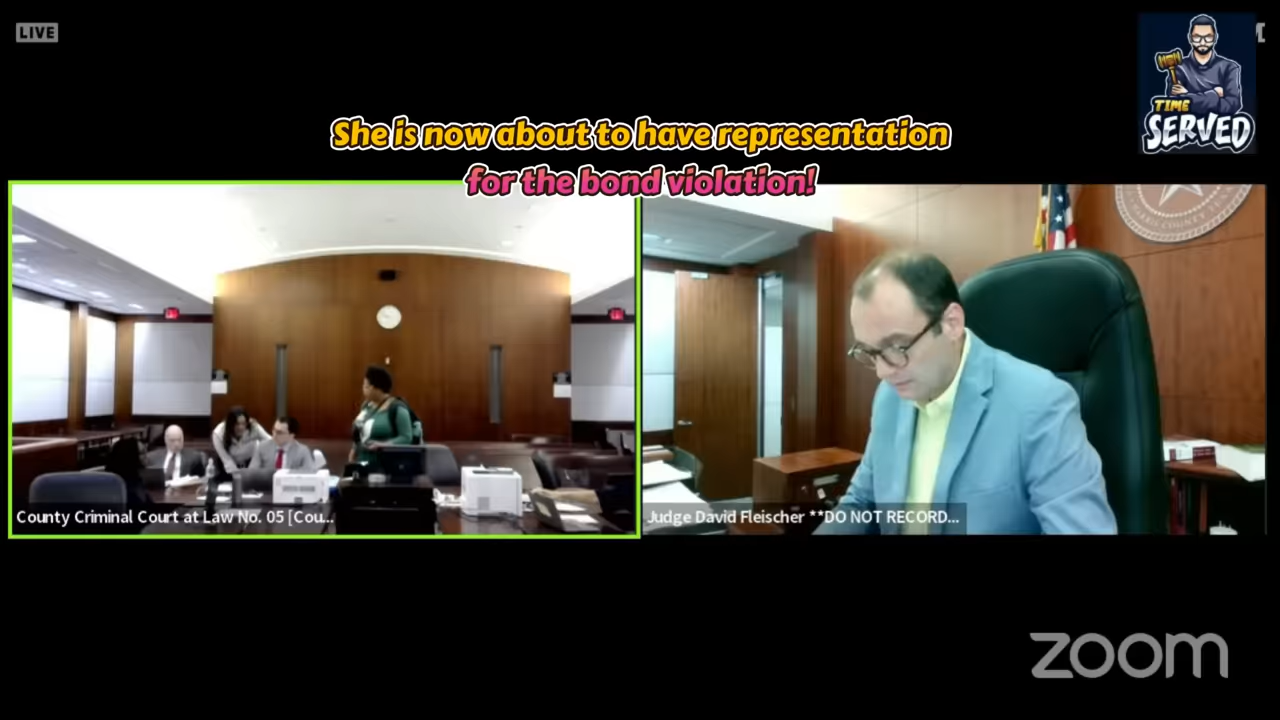 LIVE
TIME
SERVED
She is now about to have representation
for the bond violation!
County Criminal Court at Law No. 05 [Cou...
Judge David Fleischer **DO NOT RECORD...
zoom